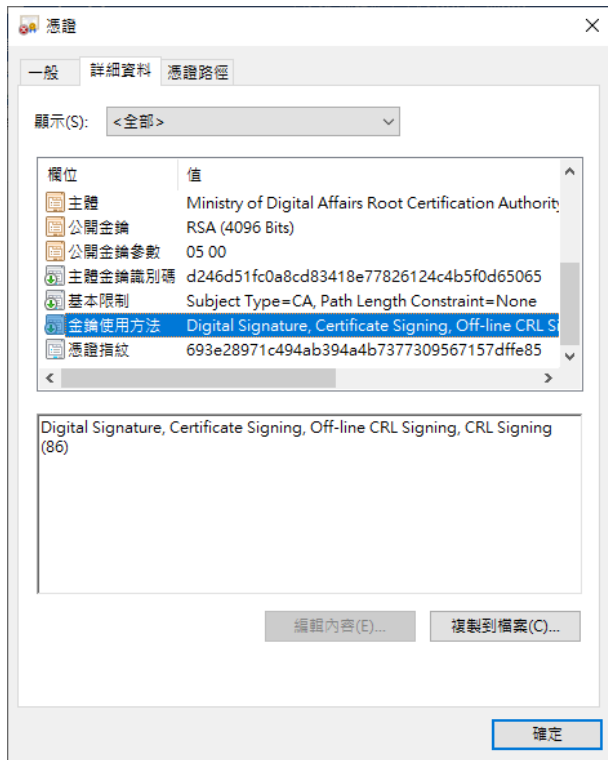 憑證
一般 詳細資料 憑證路徑
顯示(S): <全部>
欄位 值
主體 Ministry of Digital Affairs Root Certification Authority
公開金鑰 RSA (4096 Bits)
公開金鑰參數 05 00
主體金鑰識別碼 d246d51fc0a8cd83418e77826124c4b5f0d65065
基本限制 Subject Type=CA, Path Length Constraint=None
金鑰使用方法 Digital Signature, Certificate Signing, Off-line CRL Si
憑證指紋 693e28971c494ab394a4b7377309567157dffe85
Digital Signature, Certificate Signing, Off-line CRL Signing, CRL Signing
(86)
編輯內容(E)... 複製到檔案(C)...
確定